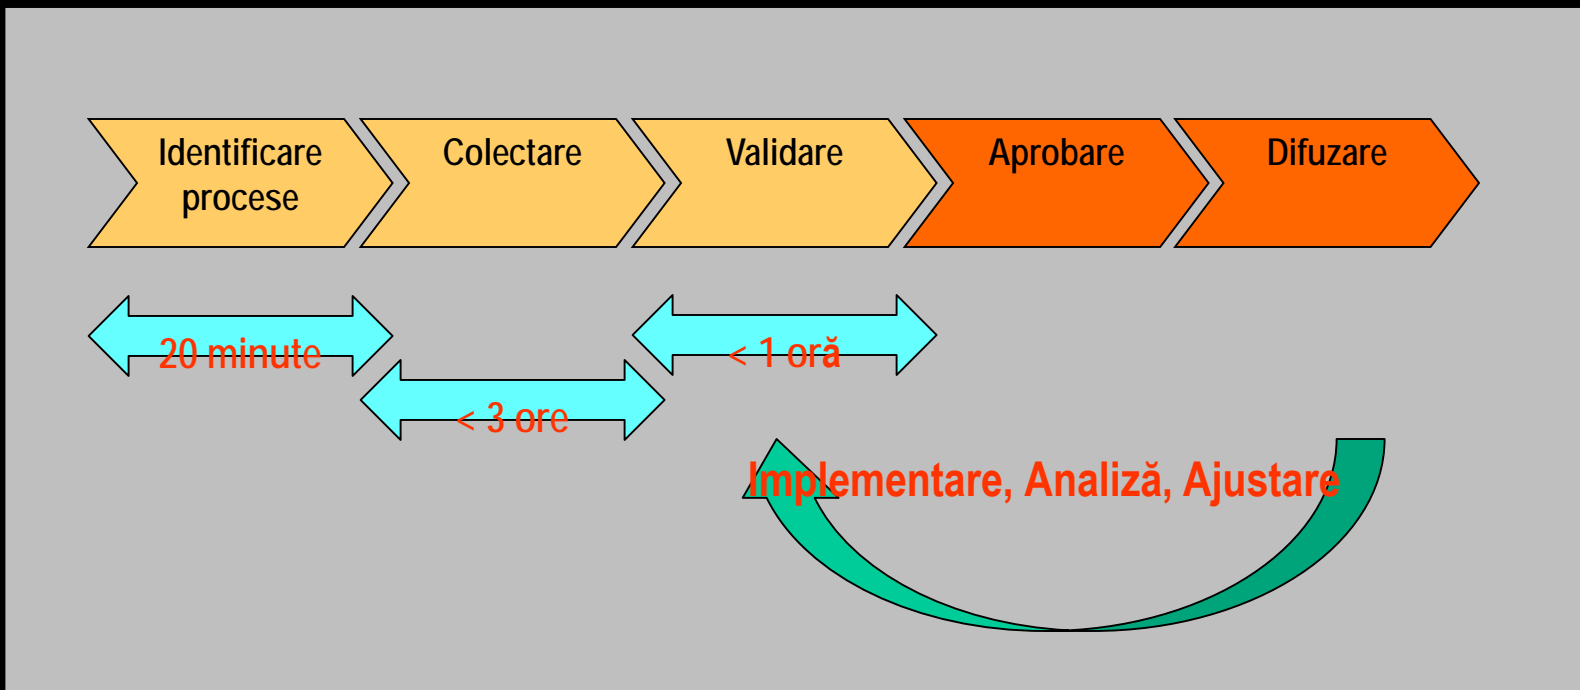 Identificare
procese
Colectare
Validare
Aprobare
Difuzare
20 minute
< 3 ore
< 1 oră
Implementare, Analiză, Ajustare